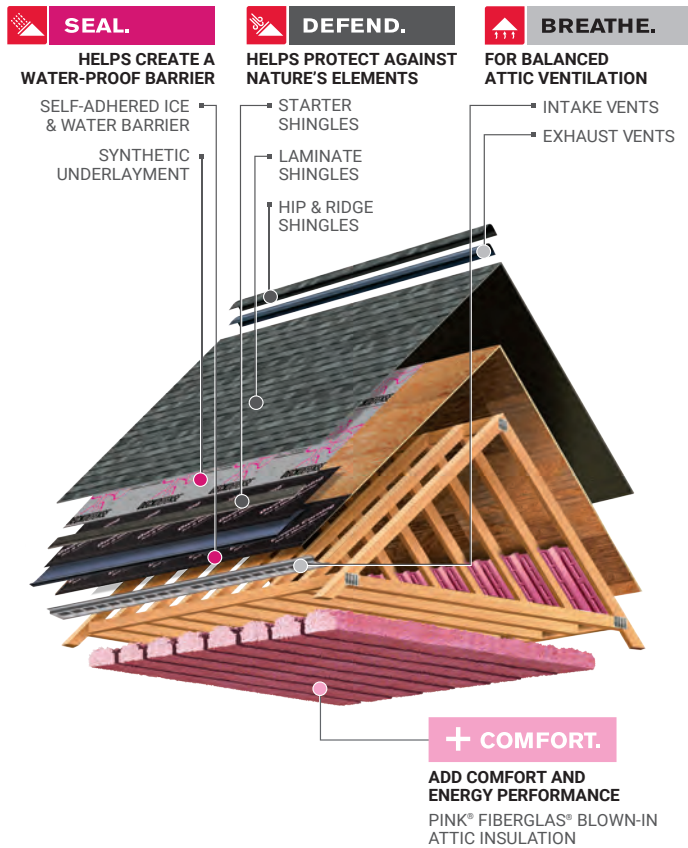 SEAL.
HELPS CREATE A
WATER-PROOF BARRIER
SELF-ADHERED ICE
& WATER BARRIER
SYNTHETIC
UNDERLAYMENT
DEFEND.
HELPS PROTECT AGAINST
NATURE'S ELEMENTS
STARTER
SHINGLES
LAMINATE
SHINGLES
HIP & RIDGE
SHINGLES
BREATHE.
FOR BALANCED
ATTIC VENTILATION
INTAKE VENTS
EXHAUST VENTS
+ COMFORT.
ADD COMFORT AND
ENERGY PERFORMANCE
PINK® FIBERGLAS® BLOWN-IN
ATTIC INSULATION